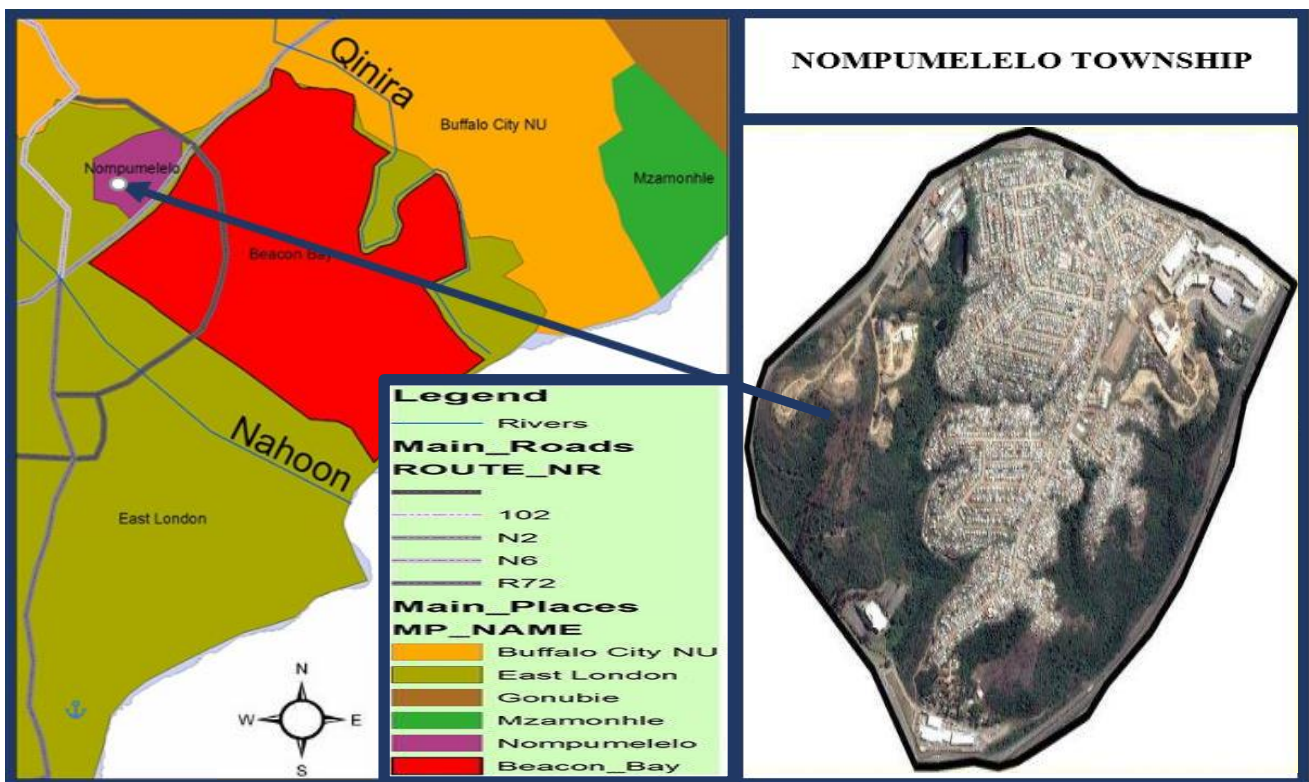 NOMPUMELELO TOWNSHIP
Qinira
Buffalo City NU
Nompumelelo
Mzamonhle
Beacon Bay
Nahoon
East London
N
W
E
S
Legend
Rivers
Main_Roads
ROUTE_NR
102
N2
N6
R72
Main_Places
MP_NAME
Buffalo City NU
East London
Gonubie
Mzamonhle
Nompumelelo
Beacon_Bay